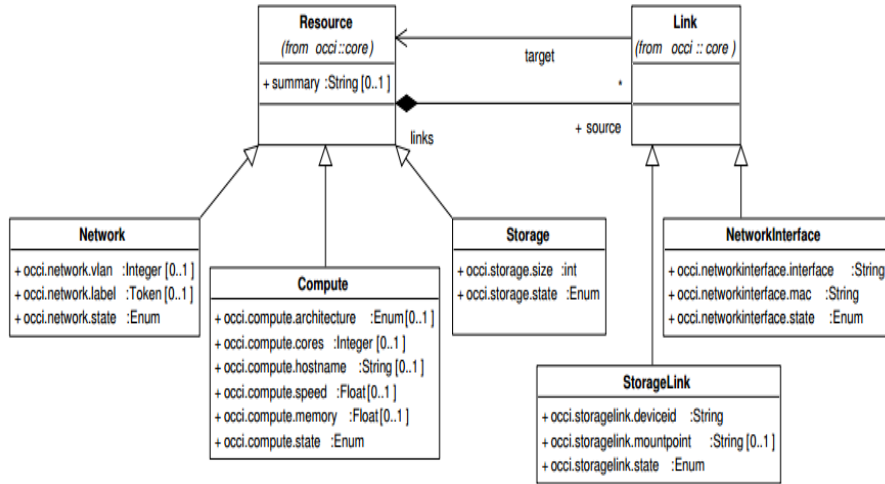 Resource
(from occi::core)
+ summary :String [0..1 ]
Link
(from occi :: core )
target
*
+ source
links
Network
+ occi.network.vlan :Integer [0..1 ]
+ occi.network.label :Token [0..1 ]
+ occi.network.state :Enum
Compute
+ occi.compute.architecture :Enum[0..1 ]
+ occi.compute.cores :Integer [0..1 ]
+ occi.compute.hostname :String [0..1 ]
+ occi.compute.speed :Float[0..1 ]
+ occi.compute.memory :Float[0..1 ]
+ occi.compute.state :Enum
Storage
+ occi.storage.size :int
+ occi.storage.state :Enum
NetworkInterface
+ occi.networkinterface.interface :String
+ occi.networkinterface.mac :String
+ occi.networkinterface.state :Enum
StorageLink
+ occi.storagelink.deviceid :String
+ occi.storagelink.mountpoint :String [0..1 ]
+ occi.storagelink.state :Enum